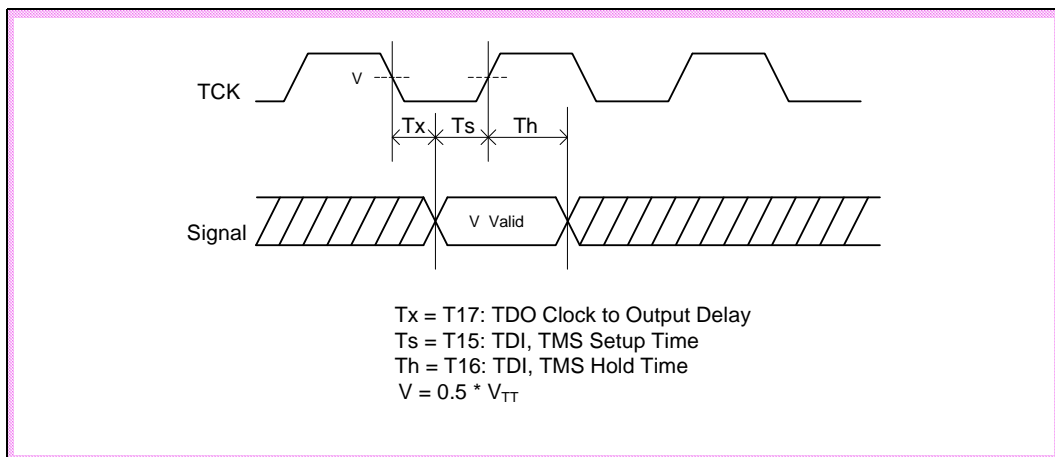 V
TCK
Tx Ts Th
V Valid
Signal
Tx = T17: TDO Clock to Output Delay
Ts = T15: TDI, TMS Setup Time
Th = T16: TDI, TMS Hold Time
V = 0.5 * VTT